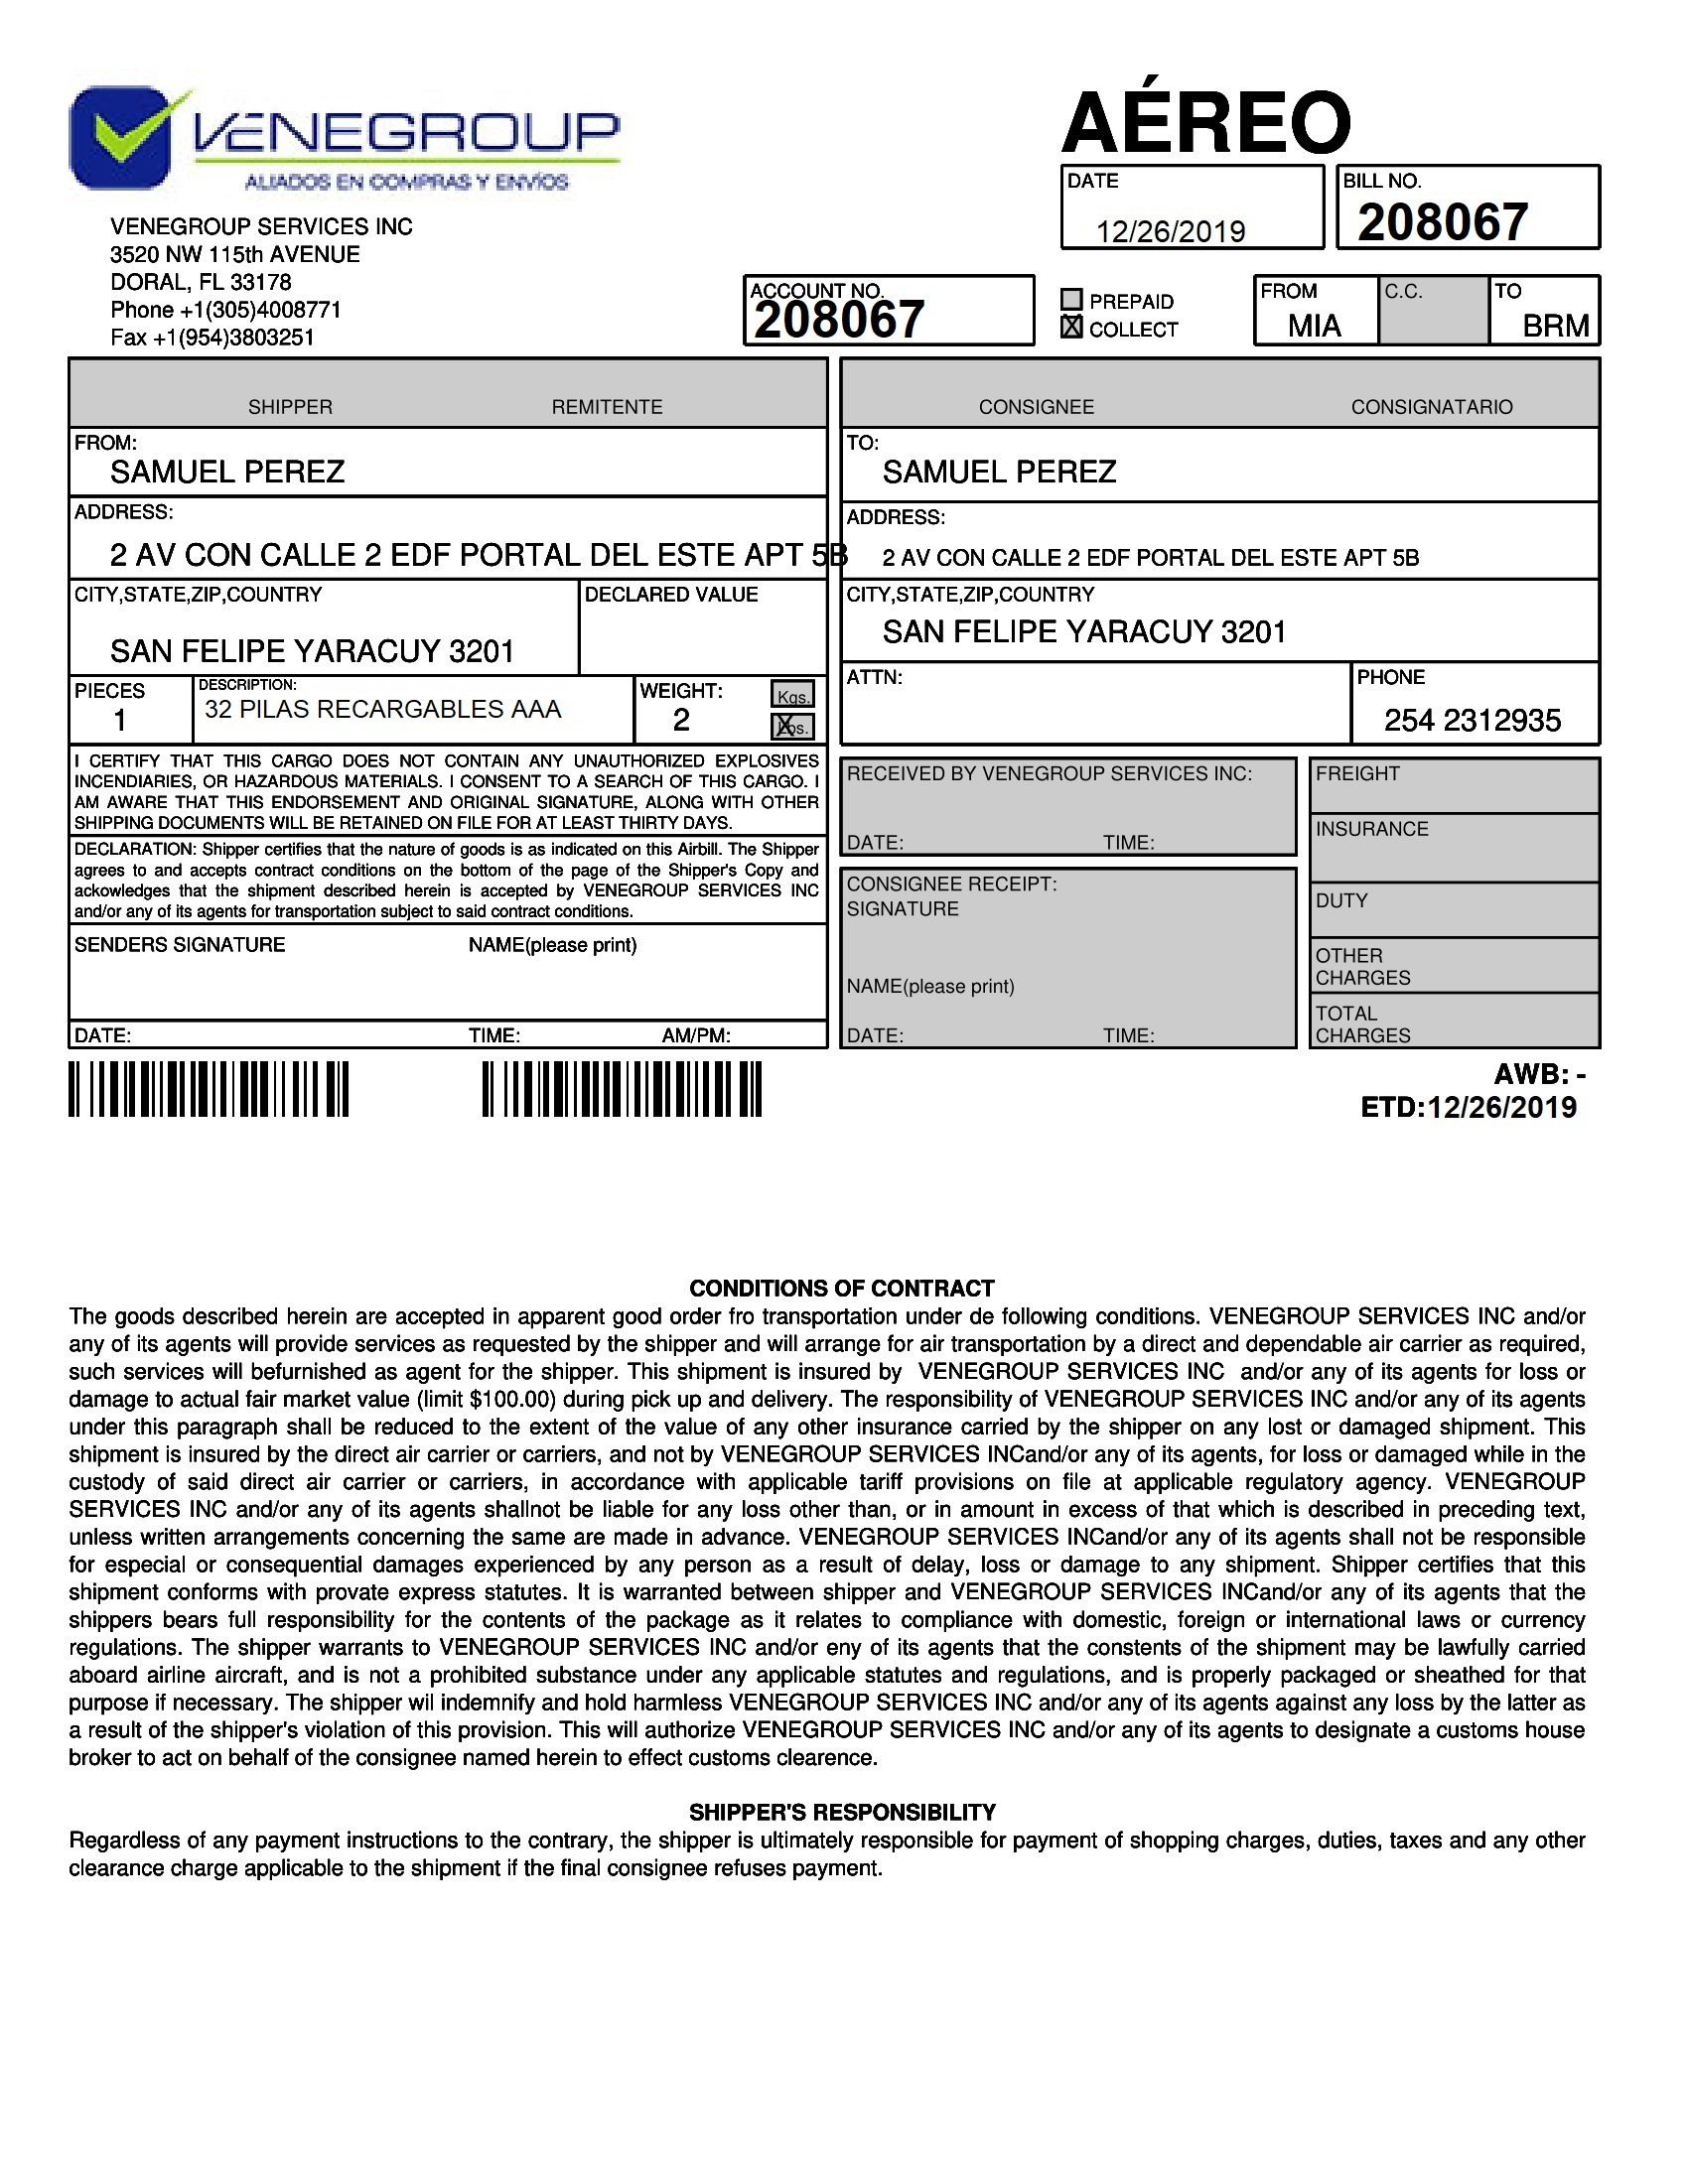 VENEGROUP
ALIADOS EN COMPRAS Y ENVÍOS
AÉREO
DATE
12/26/2019
BILL NO.
208067
VENEGROUP SERVICES INC
3520 NW 115th AVENUE
DORAL, FL 33178
Phone +1(305)4008771
Fax +1(954)3803251
ACCOUNT NO.
208067
PREPAID
X COLLECT
FROM
MIA
C.C.
TO
BRM
SHIPPER REMITENTE
FROM:
SAMUEL PEREZ
ADDRESS:
2 AV CON CALLE 2 EDF PORTAL DEL ESTE APT 5B
CITY,STATE,ZIP,COUNTRY
SAN FELIPE YARACUY 3201
DECLARED VALUE
PIECES
1
DESCRIPTION:
32 PILAS RECARGABLES AAA
WEIGHT:
2
Kgs.
X Lbs.
CONSIGNEE CONSIGNATARIO
TO:
SAMUEL PEREZ
ADDRESS:
2 AV CON CALLE 2 EDF PORTAL DEL ESTE APT 5B
CITY,STATE,ZIP,COUNTRY
SAN FELIPE YARACUY 3201
ATTN:
PHONE
254 2312935
I CERTIFY THAT THIS CARGO DOES NOT CONTAIN ANY UNAUTHORIZED EXPLOSIVES
INCENDIARIES, OR HAZARDOUS MATERIALS. I CONSENT TO A SEARCH OF THIS CARGO. I
AM AWARE THAT THIS ENDORSEMENT AND ORIGINAL SIGNATURE, ALONG WITH OTHER
SHIPPING DOCUMENTS WILL BE RETAINED ON FILE FOR AT LEAST THIRTY DAYS.
DECLARATION: Shipper certifies that the nature of goods is as indicated on this Airbill. The Shipper
agrees to and accepts contract conditions on the bottom of the page of the Shipper's Copy and
ackowledges that the shipment described herein is accepted by VENEGROUP SERVICES INC
and/or any of its agents for transportation subject to said contract conditions.
SENDERS SIGNATURE NAME(please print)
DATE: TIME: AM/PM:
RECEIVED BY VENEGROUP SERVICES INC:
DATE: TIME:
CONSIGNEE RECEIPT:
SIGNATURE
NAME(please print)
DATE: TIME:
FREIGHT
INSURANCE
DUTY
OTHER
CHARGES
TOTAL
CHARGES
AWB: -
ETD:12/26/2019
CONDITIONS OF CONTRACT
The goods described herein are accepted in apparent good order fro transportation under de following conditions. VENEGROUP SERVICES INC and/or
any of its agents will provide services as requested by the shipper and will arrange for air transportation by a direct and dependable air carrier as required,
such services will befurnished as agent for the shipper. This shipment is insured by VENEGROUP SERVICES INC and/or any of its agents for loss or
damage to actual fair market value (limit $100.00) during pick up and delivery. The responsibility of VENEGROUP SERVICES INC and/or any of its agents
under this paragraph shall be reduced to the extent of the value of any other insurance carried by the shipper on any lost or damaged shipment. This
shipment is insured by the direct air carrier or carriers, and not by VENEGROUP SERVICES INCand/or any of its agents, for loss or damaged while in the
custody of said direct air carrier or carriers, in accordance with applicable tariff provisions on file at applicable regulatory agency. VENEGROUP
SERVICES INC and/or any of its agents shallnot be liable for any loss other than, or in amount in excess of that which is described in preceding text,
unless written arrangements concerning the same are made in advance. VENEGROUP SERVICES INCand/or any of its agents shall not be responsible
for especial or consequential damages experienced by any person as a result of delay, loss or damage to any shipment. Shipper certifies that this
shipment conforms with private express statutes. It is warranted between shipper and VENEGROUP SERVICES INCand/or any of its agents that the
shippers bears full responsibility for the contents of the package as it relates to compliance with domestic, foreign or international laws or currency
regulations. The shipper warrants to VENEGROUP SERVICES INC and/or eny of its agents that the constents of the shipment may be lawfully carried
aboard airline aircraft, and is not a prohibited substance under any applicable statutes and regulations, and is properly packaged or sheathed for that
purpose if necessary. The shipper wil indemnify and hold harmless VENEGROUP SERVICES INC and/or any of its agents against any loss by the latter as
a result of the shipper's violation of this provision. This will authorize VENEGROUP SERVICES INC and/or any of its agents to designate a customs house
broker to act on behalf of the consignee named herein to effect customs clearence.
SHIPPER'S RESPONSIBILITY
Regardless of any payment instructions to the contrary, the shipper is ultimately responsible for payment of shopping charges, duties, taxes and any other
clearance charge applicable to the shipment if the final consignee refuses payment.